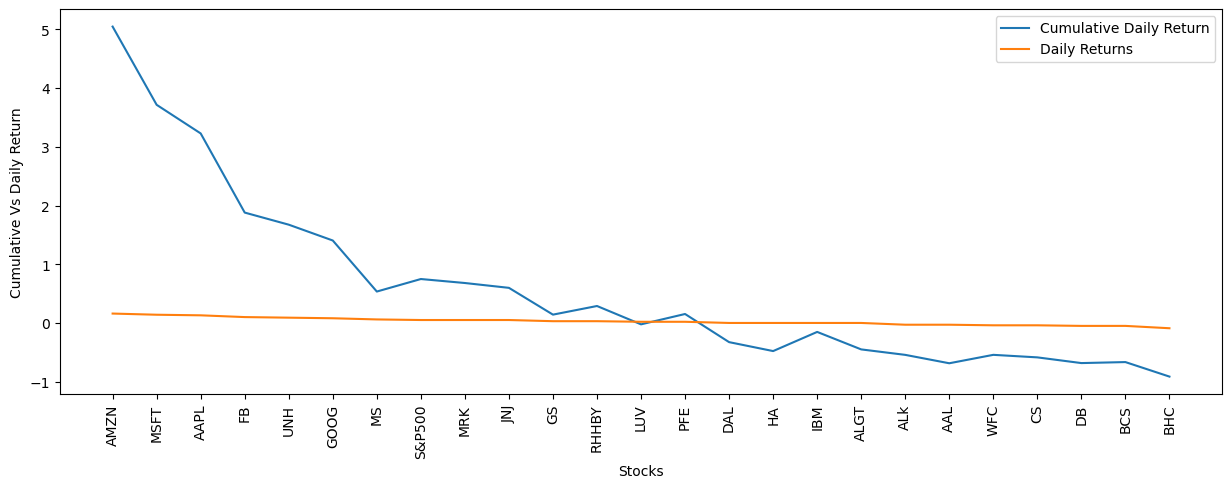 Cumulative Daily Return
Daily Returns
Cumulative Vs Daily Return
5
4
3
2
1
0
−1
AMZN
MSFT
AAPL
FB
UNH
GOOG
MS
S&P500
MRK
JNJ
GS
RHHBY
LUV
PFE
DAL
HA
IBM
ALGT
ALk
AAL
WFC
CS
DB
BCS
BHC
Stocks